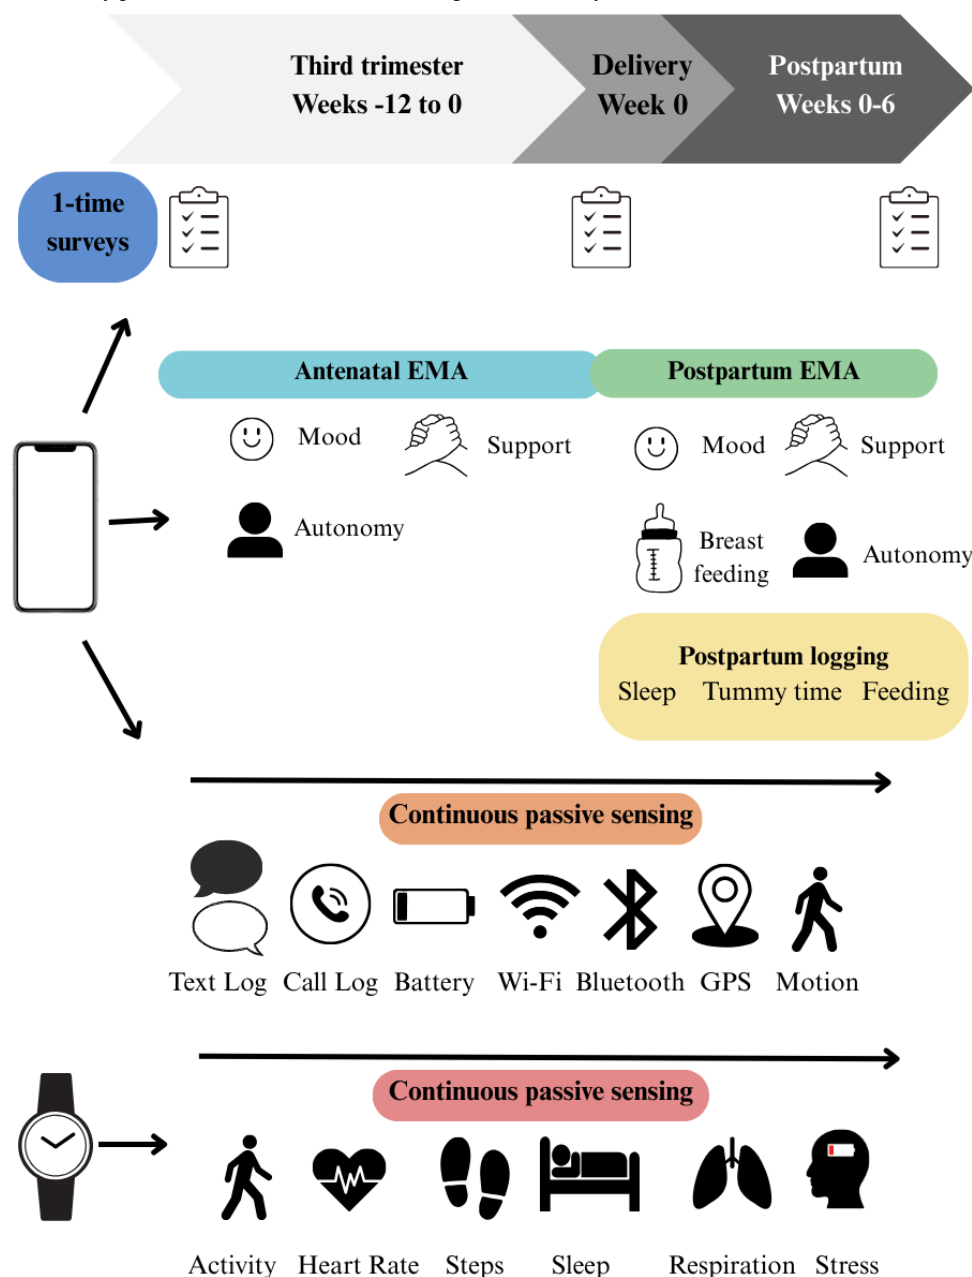 Third trimester
Weeks -12 to 0
Delivery
Week 0
Postpartum
Weeks 0-6
1-time
surveys
Antenatal EMA
Postpartum EMA
Mood
Support
Mood
Support
Autonomy
Breast
feeding
Autonomy
Postpartum logging
Sleep Tummy time Feeding
Continuous passive sensing
Text Log Call Log Battery Wi-Fi Bluetooth GPS Motion
Continuous passive sensing
Activity Heart Rate Steps Sleep Respiration Stress